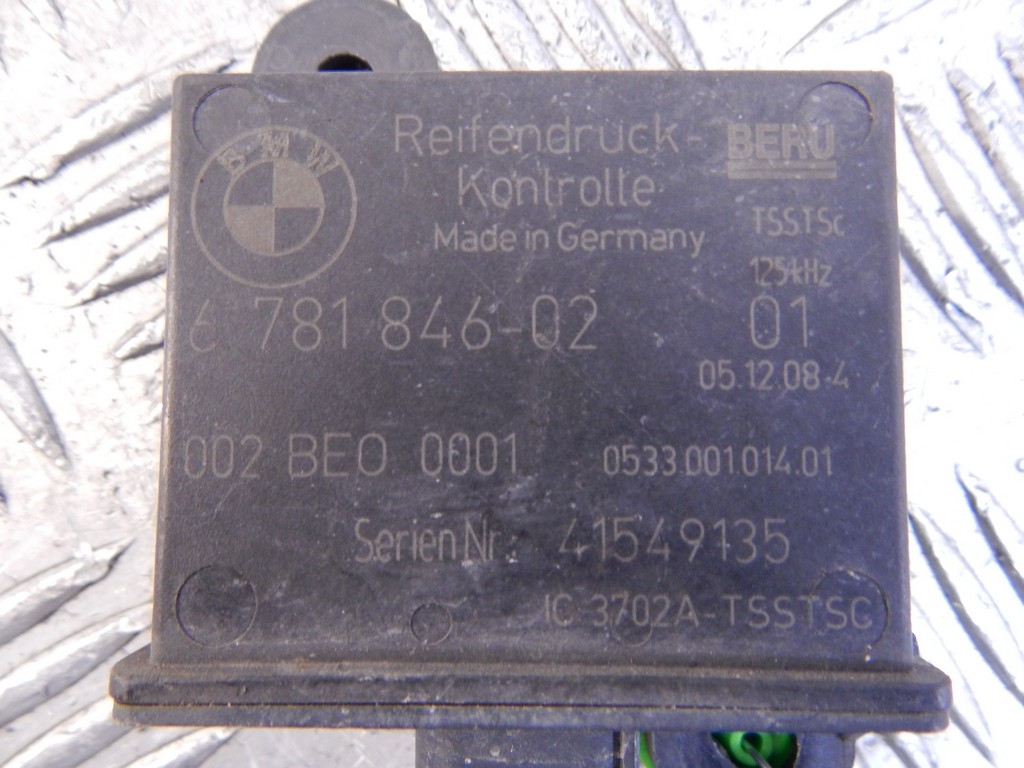 BMW
Reifendruck-
Kontrolle
Made in Germany
BERU
TSSTSc
125kHz
6 781 846-02 01
05.12.08-4
002 BEO 0001 0533.001.014.01
Serien Nr.: 41549135
IC-3702A-TSSTSC